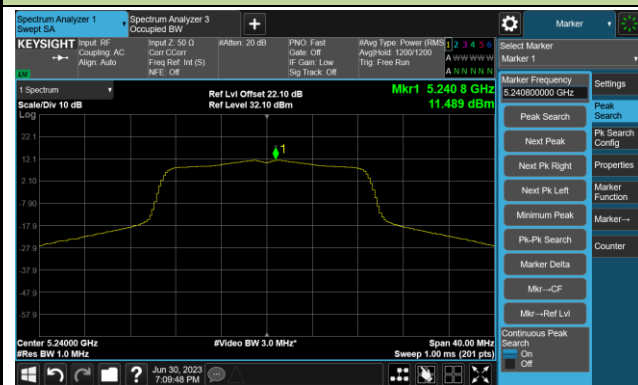 Spectrum Analyzer 1
Swept SA
Spectrum Analyzer 3
Occupied BW
Marker
KEYSIGHT
Input: RF
Coupling: AC
Align: Auto
Input Z: 50 Ω
Corr CCorr
Freq Ref: Int (S)
NFE: Off
#Atten: 20 dB
PNO: Fast
Gate: Off
IF Gain: Low
Sig Track: Off
#Avg Type: Power (RMS
Avg|Hold: 1200/1200
Trig: Free Run
1 2 3 4 5 6
A W W W W W
A N N N N N
Select Marker
Marker 1
1 Spectrum
Scale/Div 10 dB
Log
Ref Lvl Offset 22.10 dB
Ref Level 32.10 dBm
Mkr1 5.240 8 GHz
11.489 dBm
1
22.1
12.1
2.10
-7.90
-17.9
-27.9
-37.9
-47.9
-57.9
Center 5.24000 GHz
#Res BW 1.0 MHz
#Video BW 3.0 MHz*
Span 40.00 MHz
Sweep 1.00 ms (201 pts)
Marker Frequency
5.240800000 GHz
Peak Search
Next Peak
Next Pk Right
Next Pk Left
Minimum Peak
Pk-Pk Search
Marker Delta
Mkr→CF
Mkr→Ref Lvl
Continuous Peak
Search
On
Off
Settings
Peak
Search
Pk Search
Config
Properties
Marker
Function
Marker→
Counter
Jun 30, 2023
7:09:48 PM